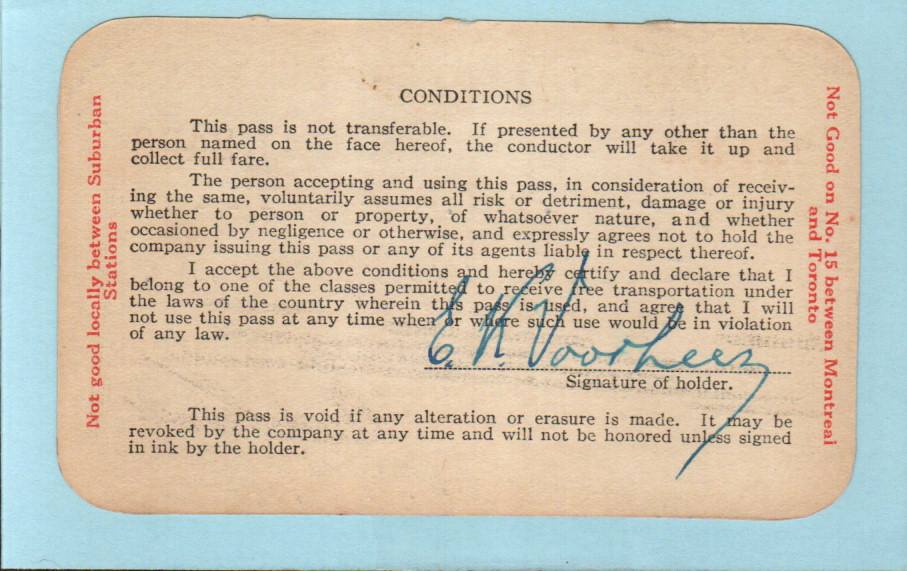 CONDITIONS
This pass is not transferable. If presented by any other than the
person named on the face hereof, the conductor will take it up and
collect full fare.
The person accepting and using this pass, in consideration of receiv-
ing the same, voluntarily assumes all risk or detriment, damage or injury
whether to person or property, of whatsoever nature, and whether
occasioned by negligence or otherwise, and expressly agrees not to hold the
company issuing this pass or any of its agents liable in respect thereof.
I accept the above conditions and hereby certify and declare that I
belong to one of the classes permitted to receive free transportation under
the laws of the country wherein this pass is used, and agree that I will
not use this pass at any time when or where such use would be in violation
of any law.
E. K. Voorhees
Signature of holder.
This pass is void if any alteration or erasure is made. It may be
revoked by the company at any time and will not be honored unless signed
in ink by the holder.
Not good locally between Suburban
Stations
Not Good on No. 15 between Montreal
and Toronto